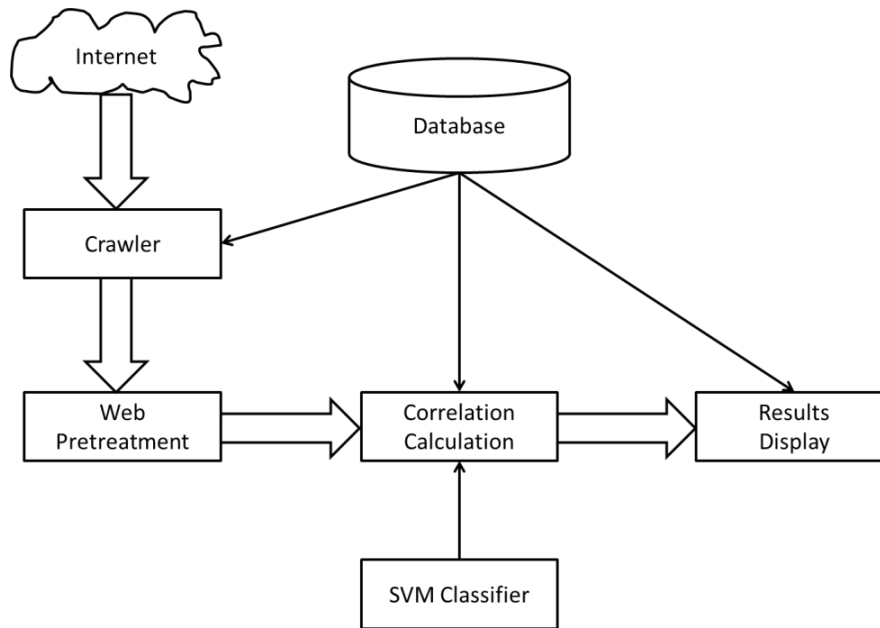 Internet
Database
Crawler
Web
Pretreatment
Correlation
Calculation
Results
Display
SVM Classifier